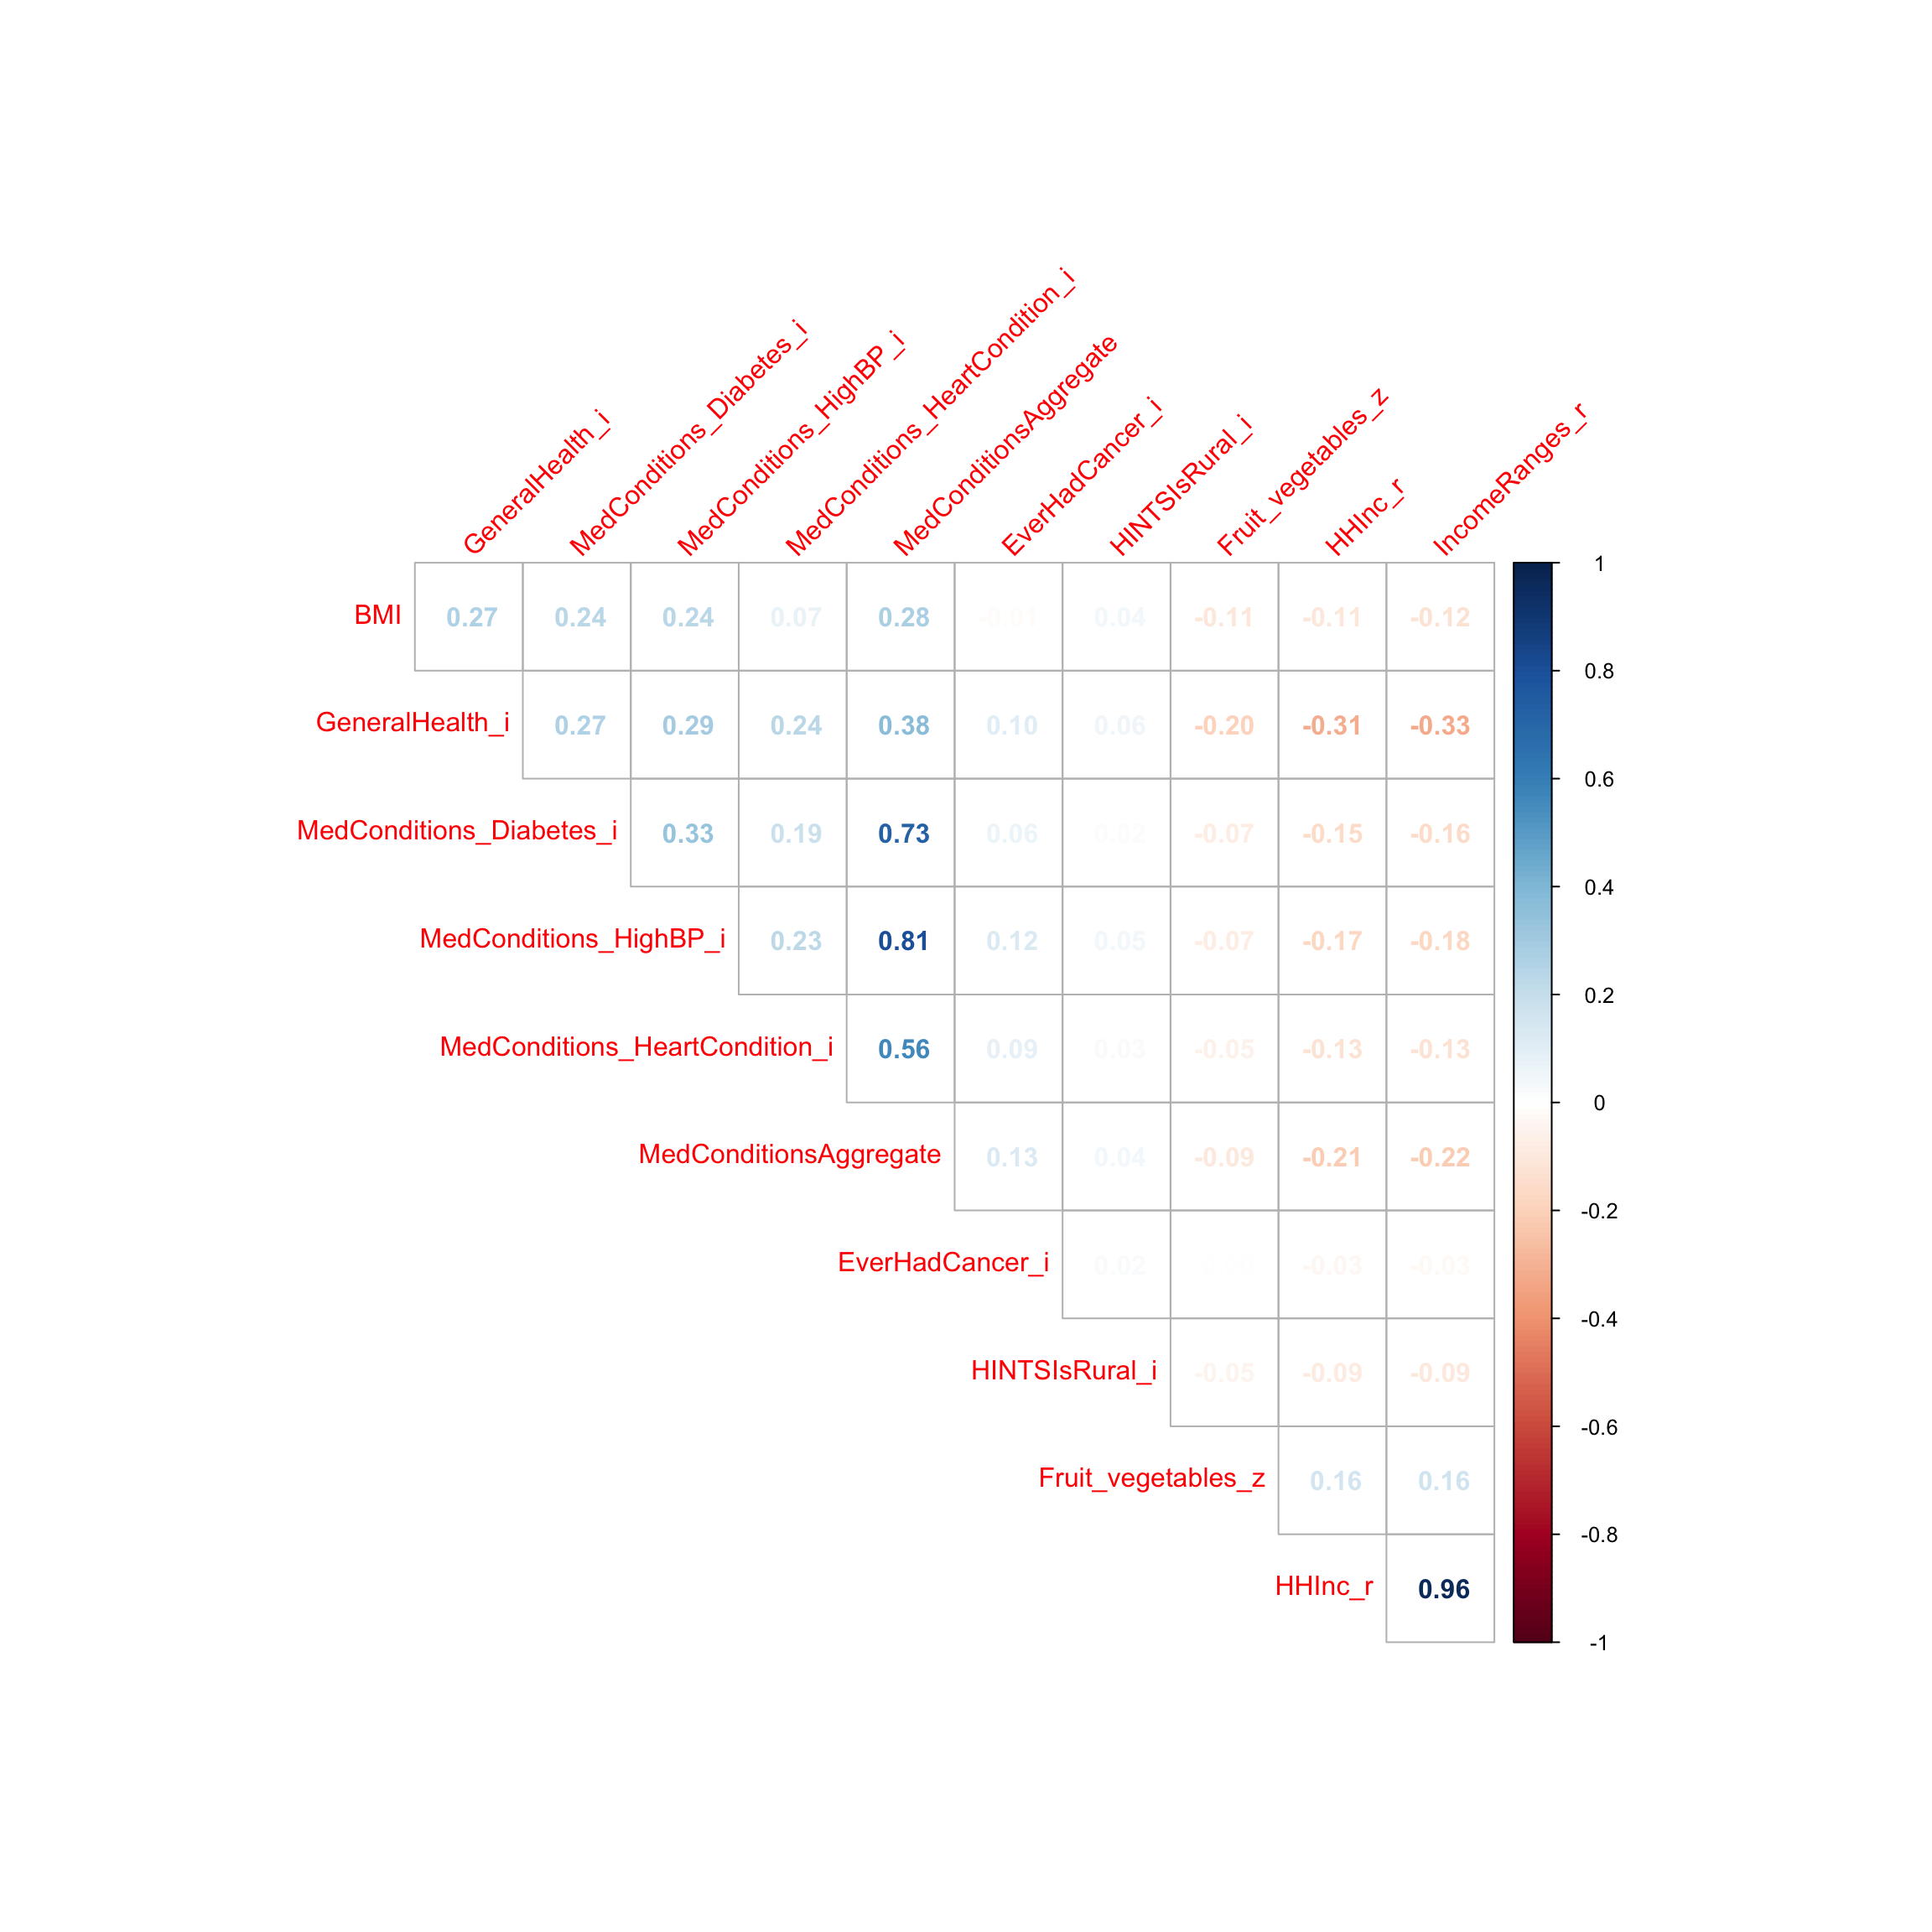 GeneralHealth_i
MedConditions_Diabetes_i
MedConditions_HighBP_i
MedConditions_HeartCondition_i
MedConditionsAggregate
EverHadCancer_i
HINTSIsRural_i
Fruit_vegetables_z
HHInc_r
IncomeRanges_r
BMI 0.27 0.24 0.24 0.07 0.28 -0.01 0.04 -0.11 -0.11 -0.12
GeneralHealth_i 0.27 0.29 0.24 0.38 0.10 0.06 -0.20 -0.31 -0.33
MedConditions_Diabetes_i 0.33 0.19 0.73 0.06 0.02 -0.07 -0.15 -0.16
MedConditions_HighBP_i 0.23 0.81 0.12 0.05 -0.07 -0.17 -0.18
MedConditions_HeartCondition_i 0.56 0.09 0.03 -0.05 -0.13 -0.13
MedConditionsAggregate 0.13 0.04 -0.09 -0.21 -0.22
EverHadCancer_i 0.02 -0.03 -0.03
HINTSIsRural_i -0.05 -0.09 -0.09
Fruit_vegetables_z 0.16 0.16
HHInc_r 0.96
1
0.8
0.6
0.4
0.2
0
-0.2
-0.4
-0.6
-0.8
-1